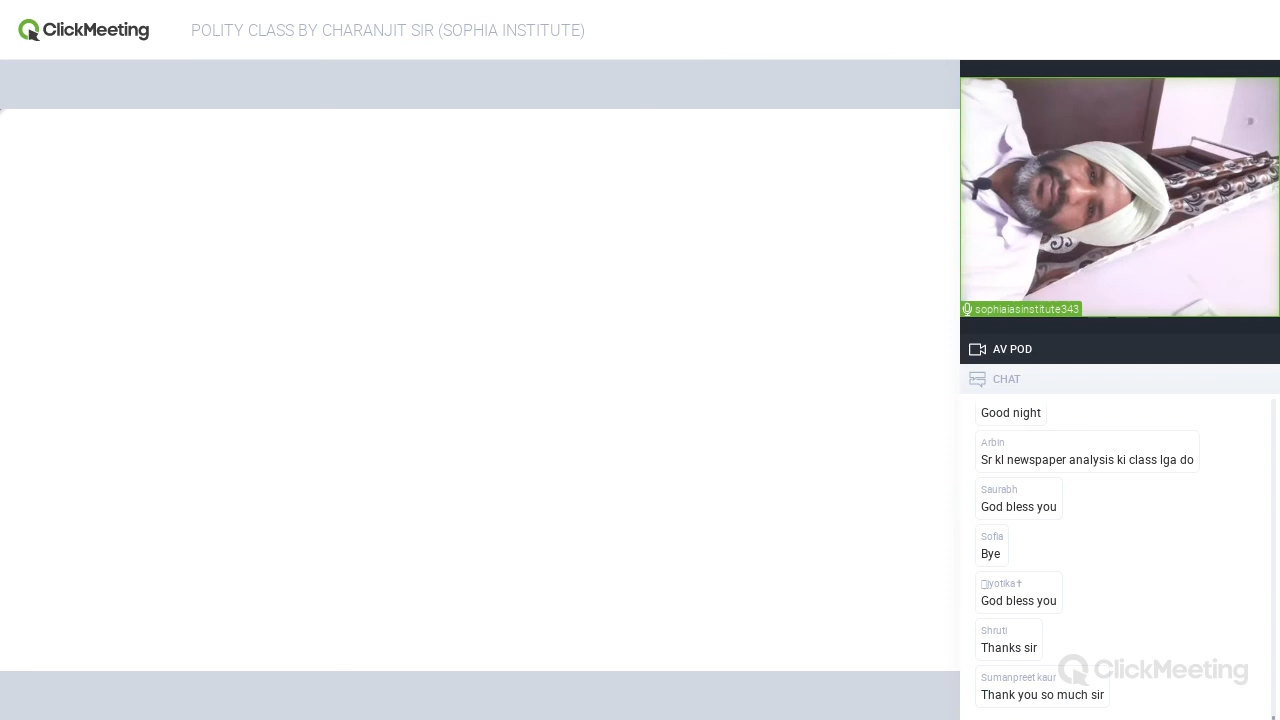 ClickMeeting
POLITY CLASS BY CHARANJIT SIR (SOPHIA INSTITUTE)
sophiaiasinstitute343
AV POD
CHAT
Good night
Arbin
Sr kl newspaper analysis ki class lga do
Saurabh
God bless you
Sofia
Bye
Jyotika✝
God bless you
Shruti
Thanks sir
ClickMeeting
Sumanpreet kaur
Thank you so much sir